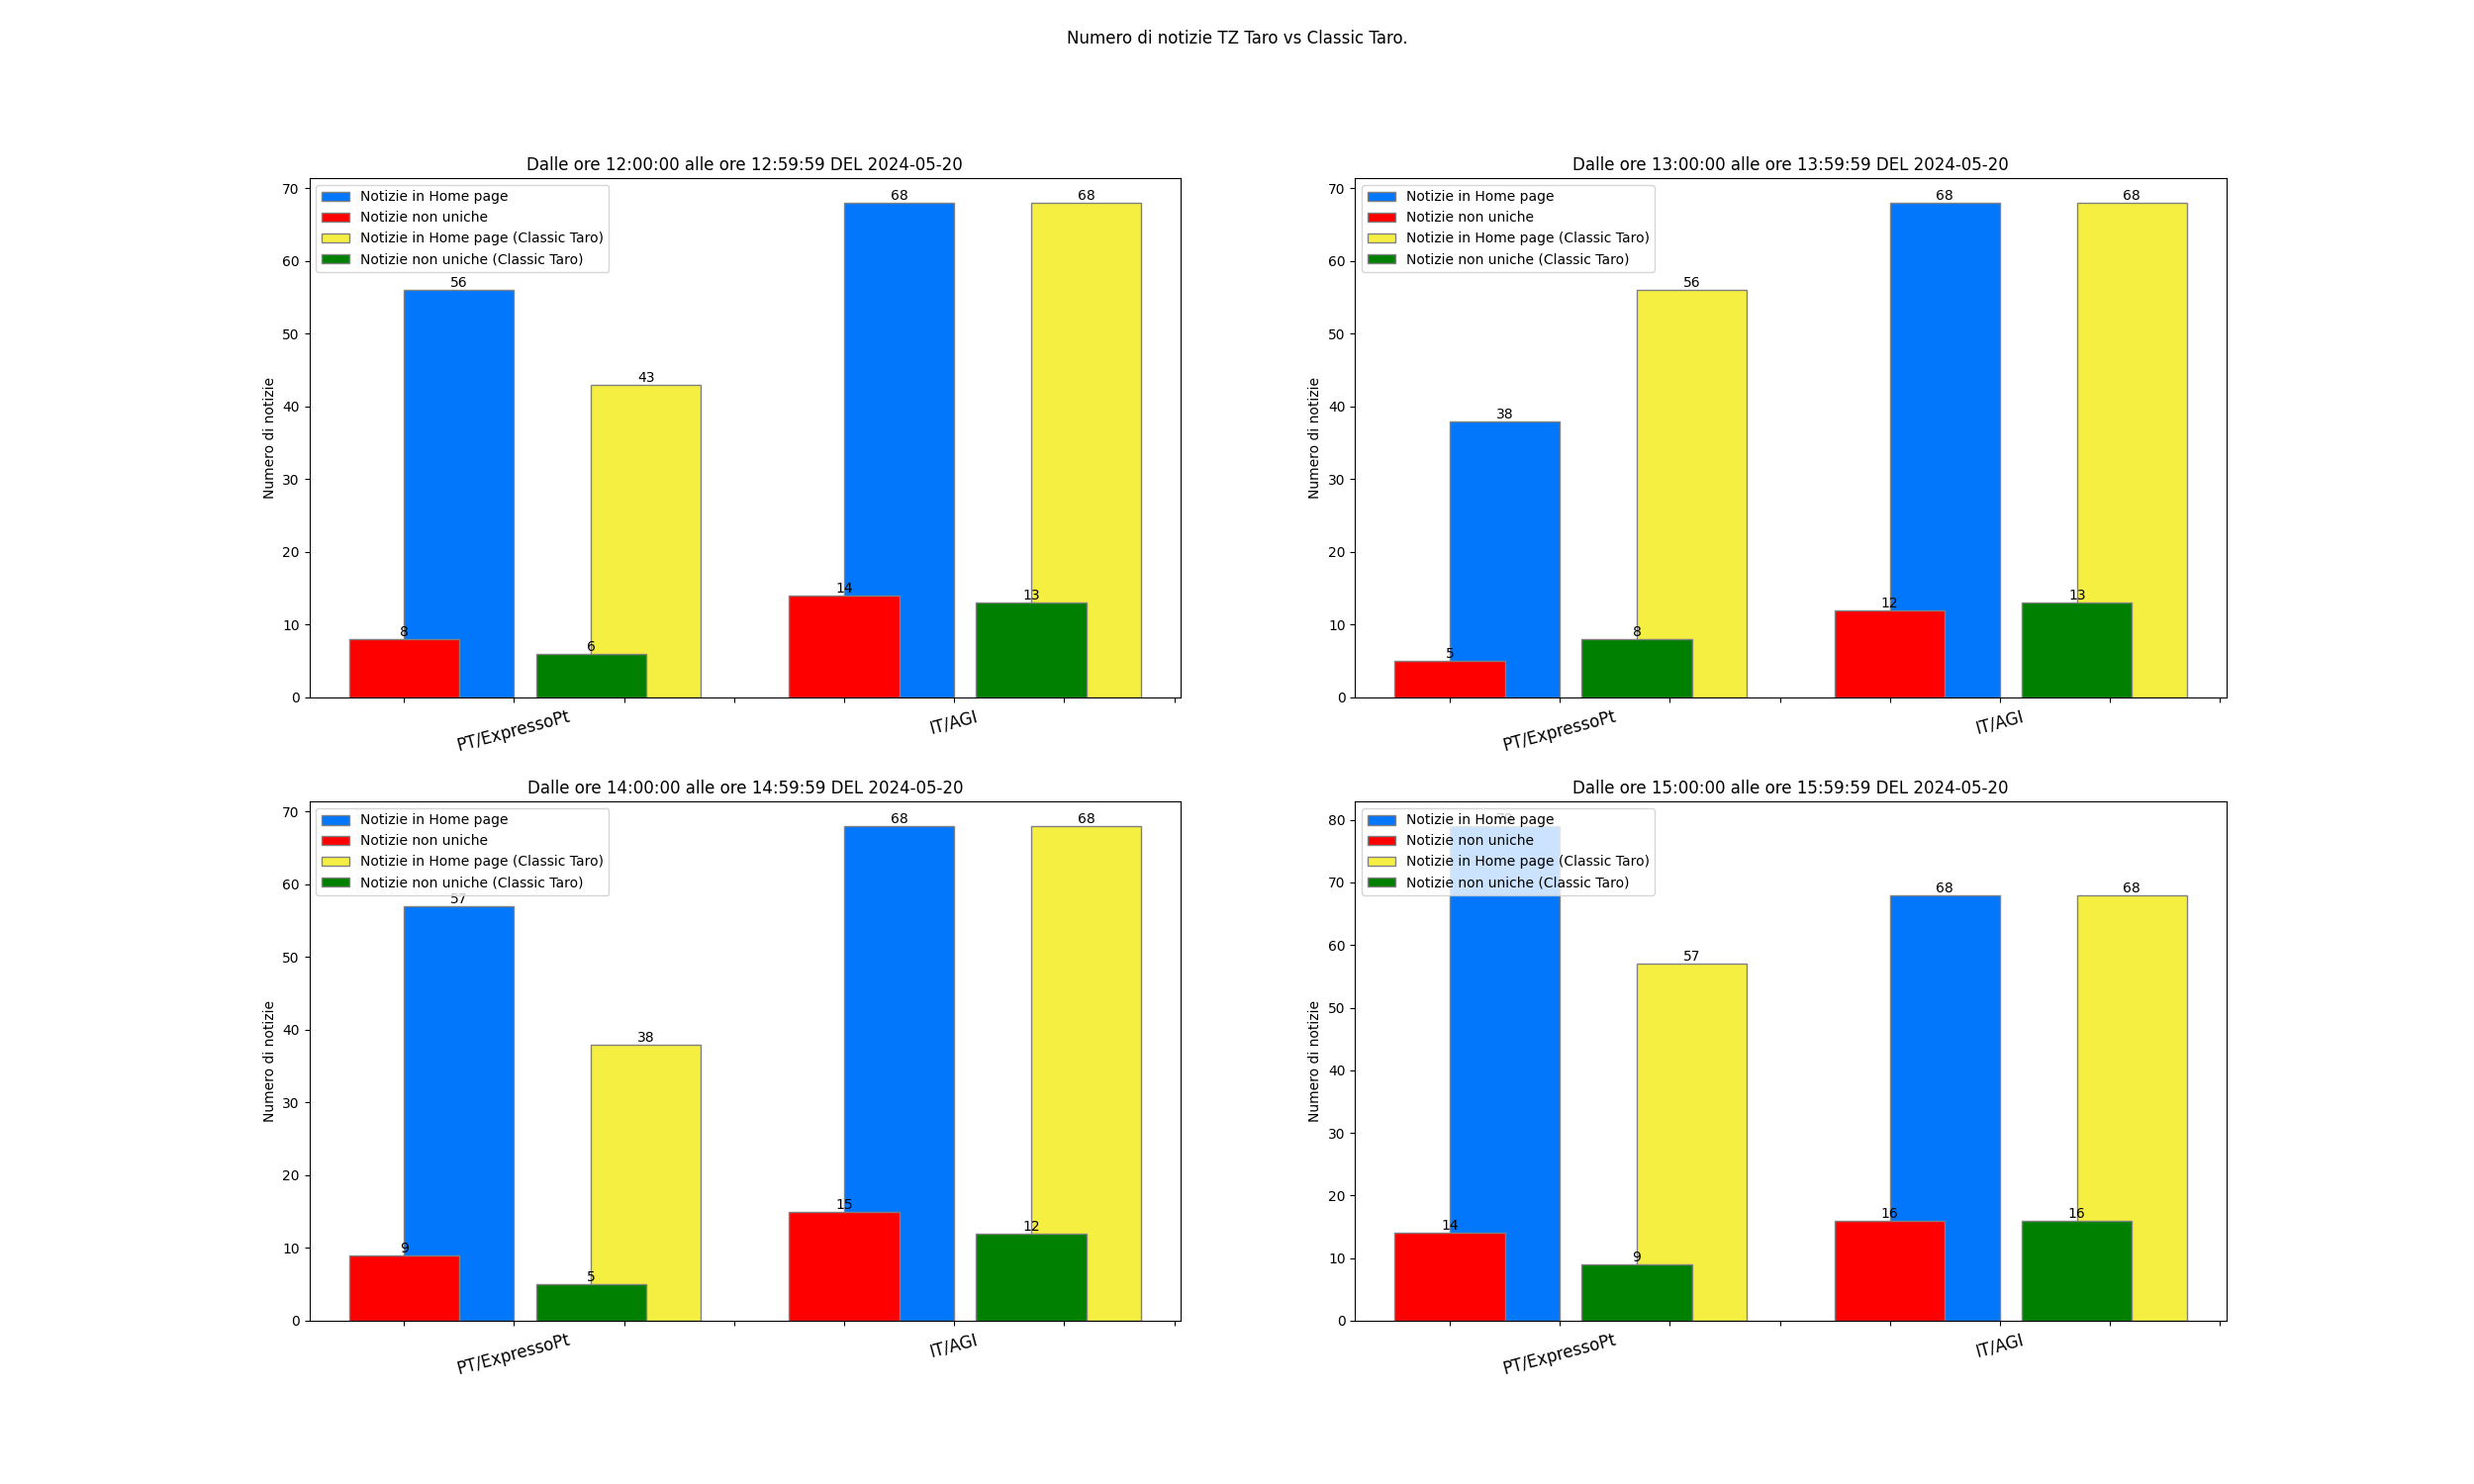 Numero di notizie TZ Taro vs Classic Taro.
Dalle ore 12:00:00 alle ore 12:59:59 DEL 2024-05-20
Notizie in Home page
Notizie non uniche
Notizie in Home page (Classic Taro)
Notizie non uniche (Classic Taro)
Numero di notizie
70
60
50
40
30
20
10
0
56
8
43
6
68
14
68
13
PT/ExpressoPt
IT/AGI
Dalle ore 13:00:00 alle ore 13:59:59 DEL 2024-05-20
Notizie in Home page
Notizie non uniche
Notizie in Home page (Classic Taro)
Notizie non uniche (Classic Taro)
Numero di notizie
70
60
50
40
30
20
10
0
38
5
56
8
68
12
68
13
PT/ExpressoPt
IT/AGI
Dalle ore 14:00:00 alle ore 14:59:59 DEL 2024-05-20
Notizie in Home page
Notizie non uniche
Notizie in Home page (Classic Taro)
Notizie non uniche (Classic Taro)
Numero di notizie
70
60
50
40
30
20
10
0
57
9
38
5
68
15
68
12
PT/ExpressoPt
IT/AGI
Dalle ore 15:00:00 alle ore 15:59:59 DEL 2024-05-20
Notizie in Home page
Notizie non uniche
Notizie in Home page (Classic Taro)
Notizie non uniche (Classic Taro)
Numero di notizie
80
70
60
50
40
30
20
10
0
14
57
9
68
16
68
16
PT/ExpressoPt
IT/AGI